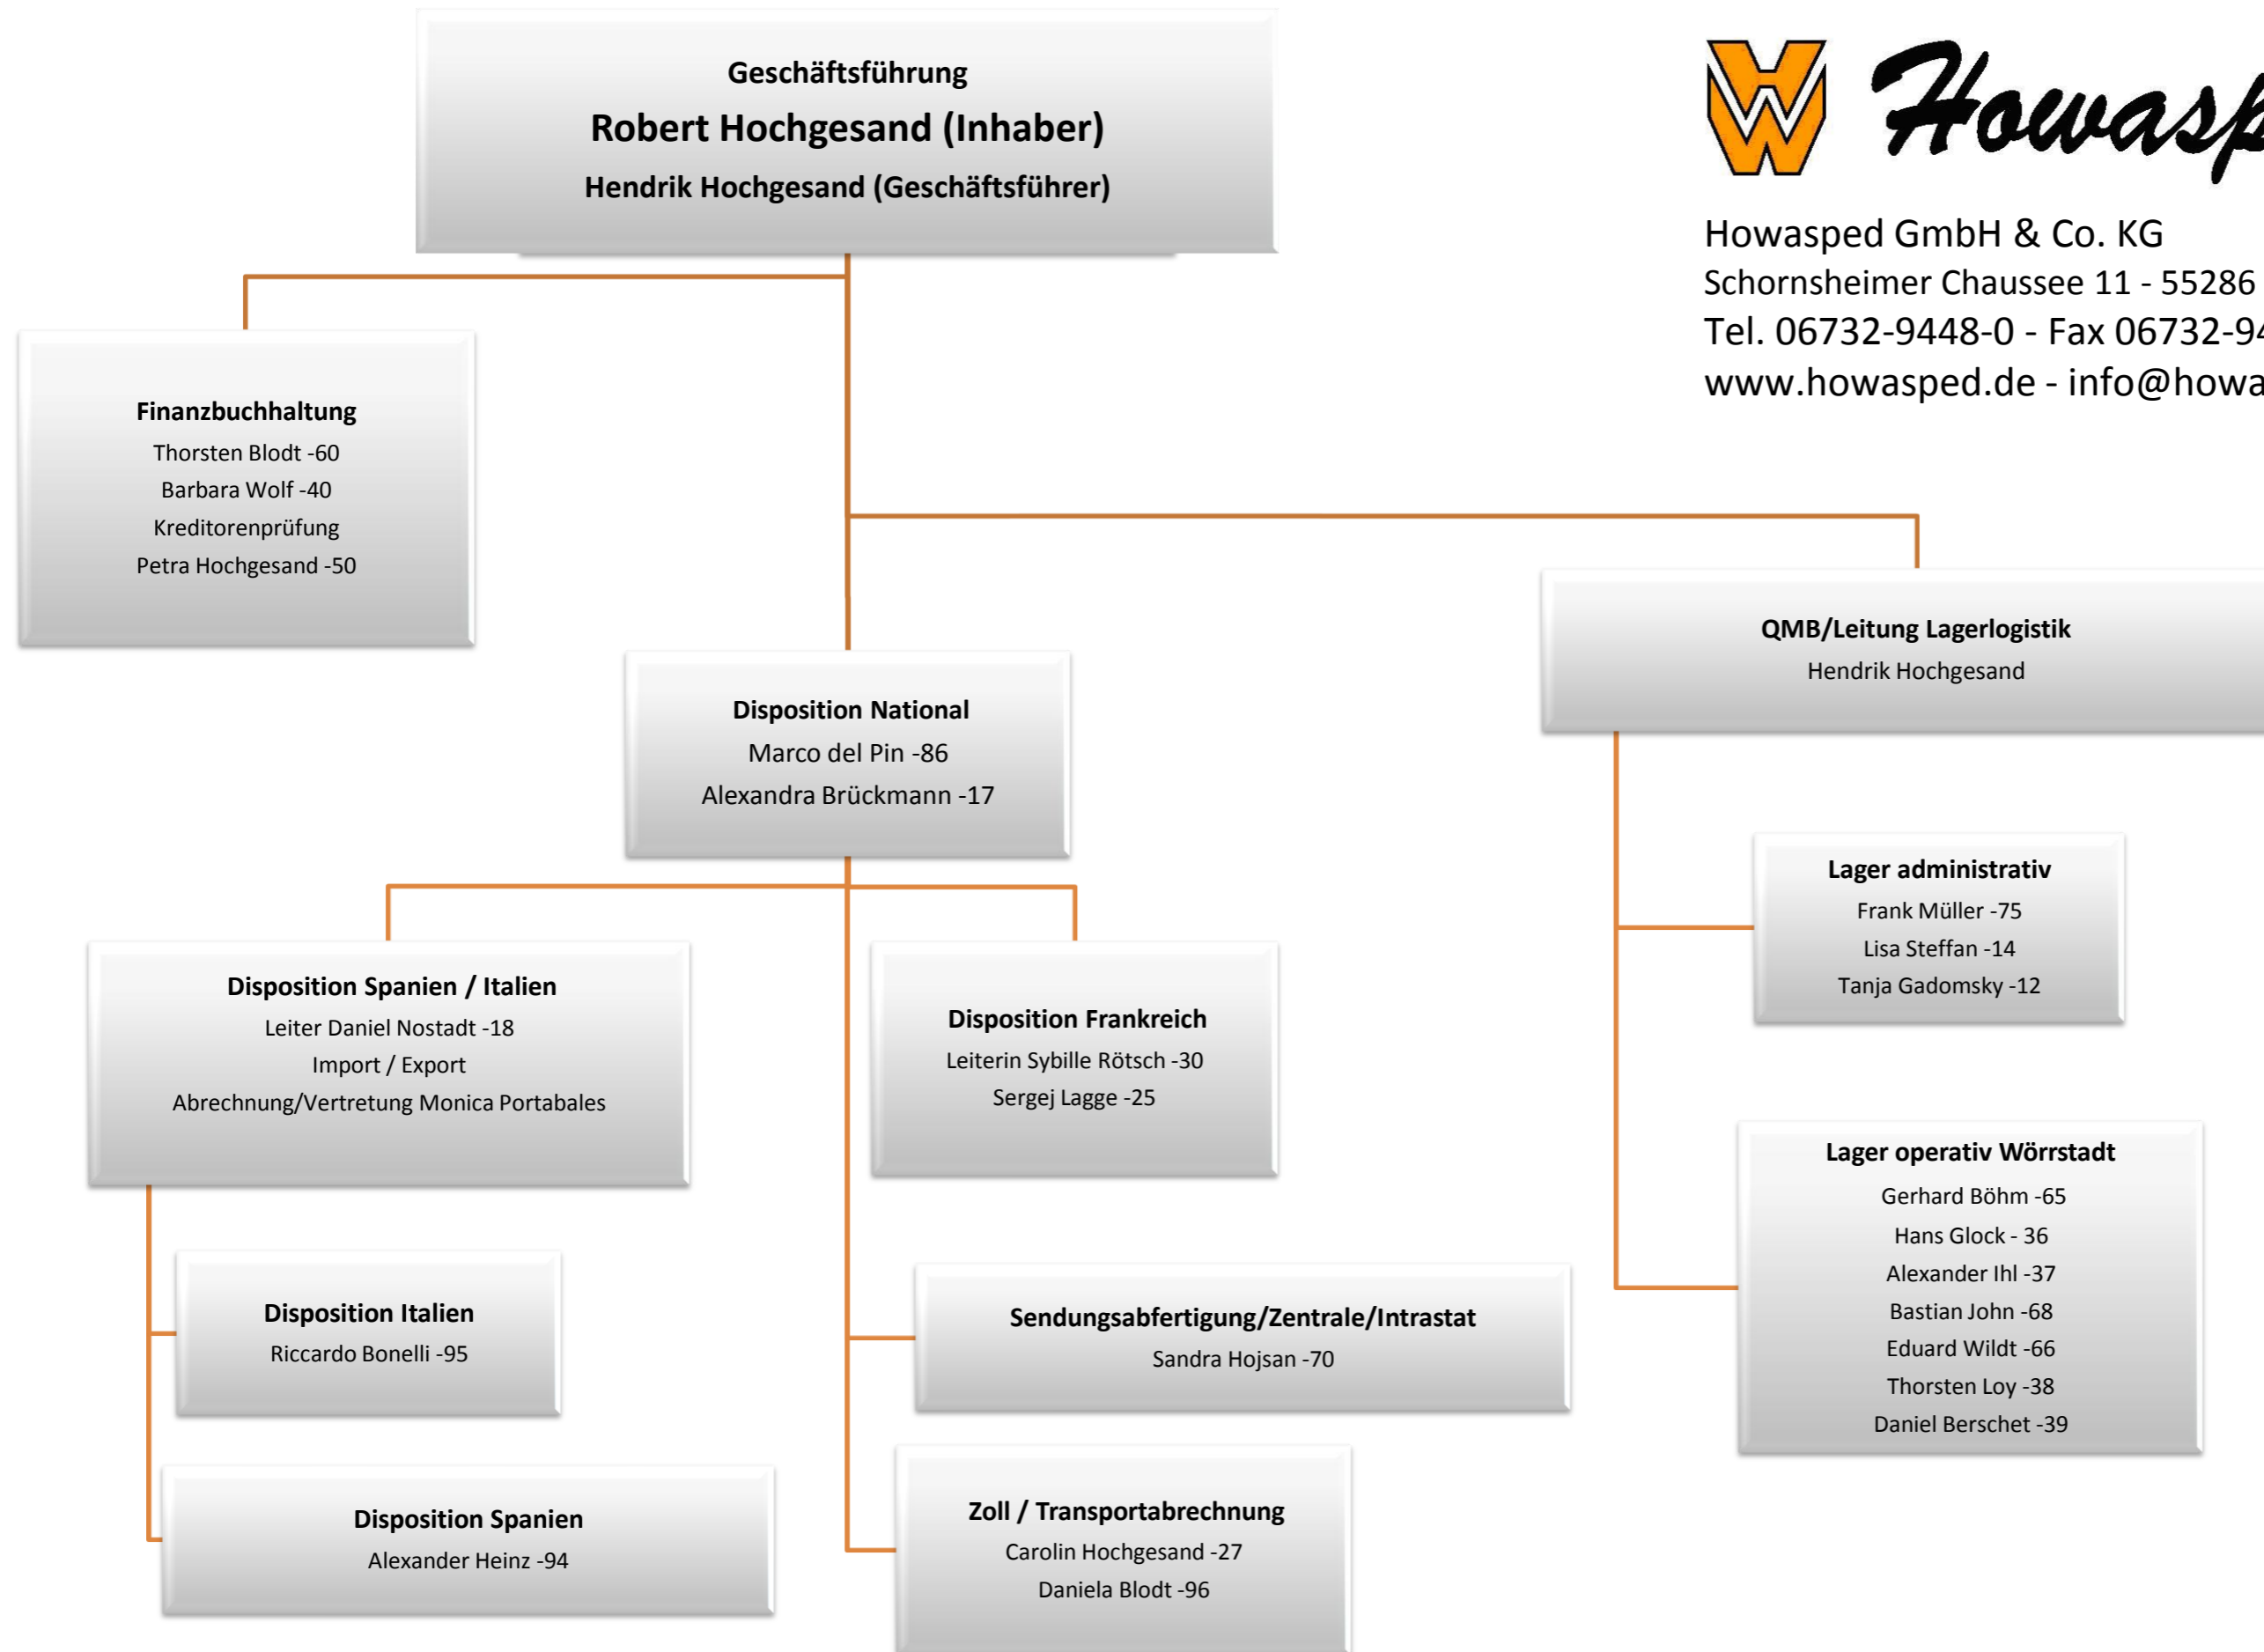 Geschäftsführung
Robert Hochgesand (Inhaber)
Hendrik Hochgesand (Geschäftsführer)
Howasp
Howasped GmbH & Co. KG
Schornsheimer Chaussee 11 - 55286
Tel. 06732-9448-0 - Fax 06732-94
www.howasped.de - info@howa
Finanzbuchhaltung
Thorsten Blodt -60
Barbara Wolf -40
Kreditorenprüfung
Petra Hochgesand -50
Disposition National
Marco del Pin -86
Alexandra Brückmann -17
QMB/Leitung Lagerlogistik
Hendrik Hochgesand
Lager administrativ
Frank Müller -75
Lisa Steffan -14
Tanja Gadomsky -12
Disposition Spanien / Italien
Leiter Daniel Nostadt -18
Import / Export
Abrechnung/Vertretung Monica Portabales
Disposition Frankreich
Leiterin Sybille Rötsch -30
Sergej Lagge -25
Lager operativ Wörrstadt
Gerhard Böhm -65
Hans Glock - 36
Alexander Ihl -37
Bastian John -68
Eduard Wildt -66
Thorsten Loy -38
Daniel Berschet -39
Disposition Italien
Riccardo Bonelli -95
Sendungsabfertigung/Zentrale/Intrastat
Sandra Hojsan -70
Disposition Spanien
Alexander Heinz -94
Zoll / Transportabrechnung
Carolin Hochgesand -27
Daniela Blodt -96